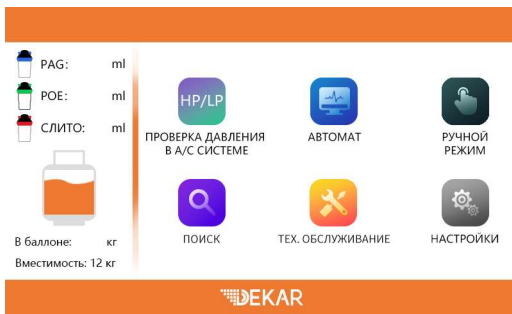 PAG: ml
POE: ml
СЛИТО: ml
В баллоне: кг
Вместимость: 12 кг
HP/LP
ПРОВЕРКА ДАВЛЕНИЯ
В А/С СИСТЕМЕ
АВТОМАТ
РУЧНОЙ
РЕЖИМ
ПОИСК
ТЕХ. ОБСЛУЖИВАНИЕ
НАСТРОЙКИ
DEKAR